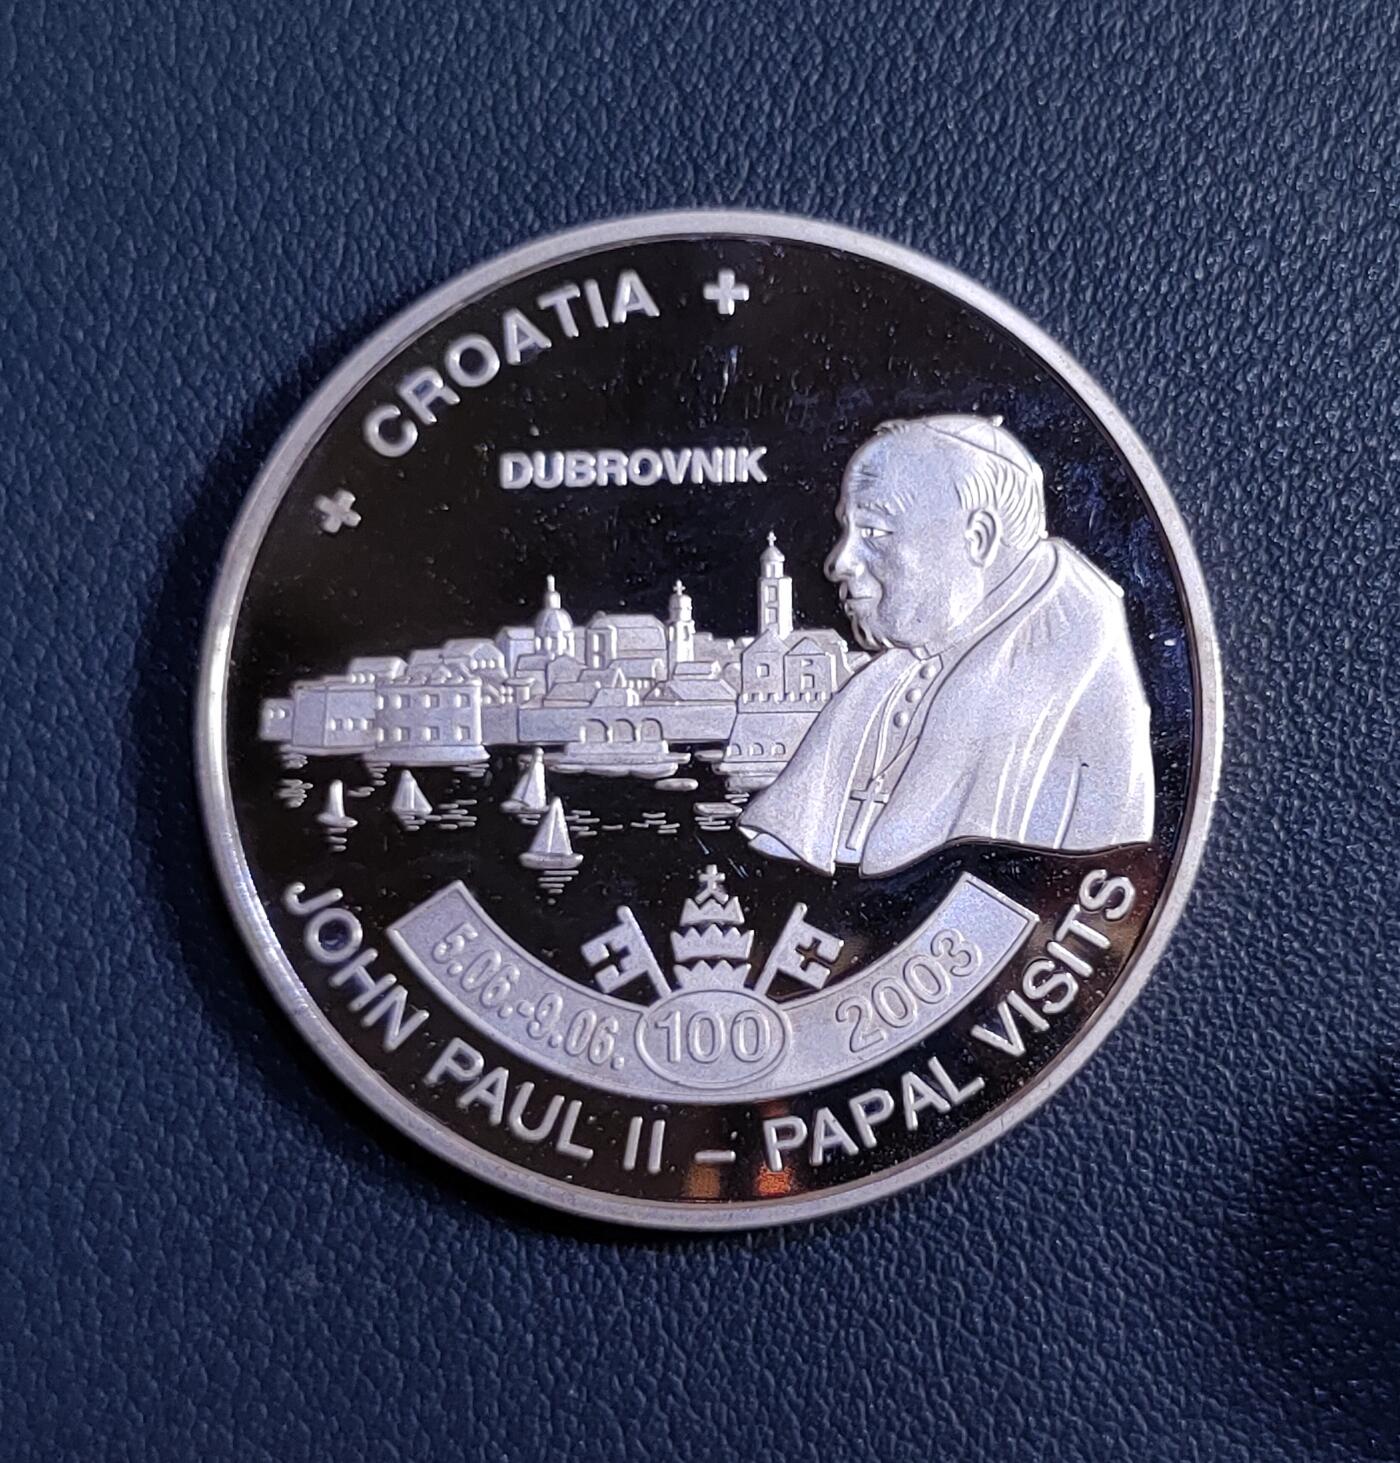 + CROATIA +
DUBROVNIK
5.06.-9.06. 100 2003
JOHN PAUL II – PAPAL VISITS